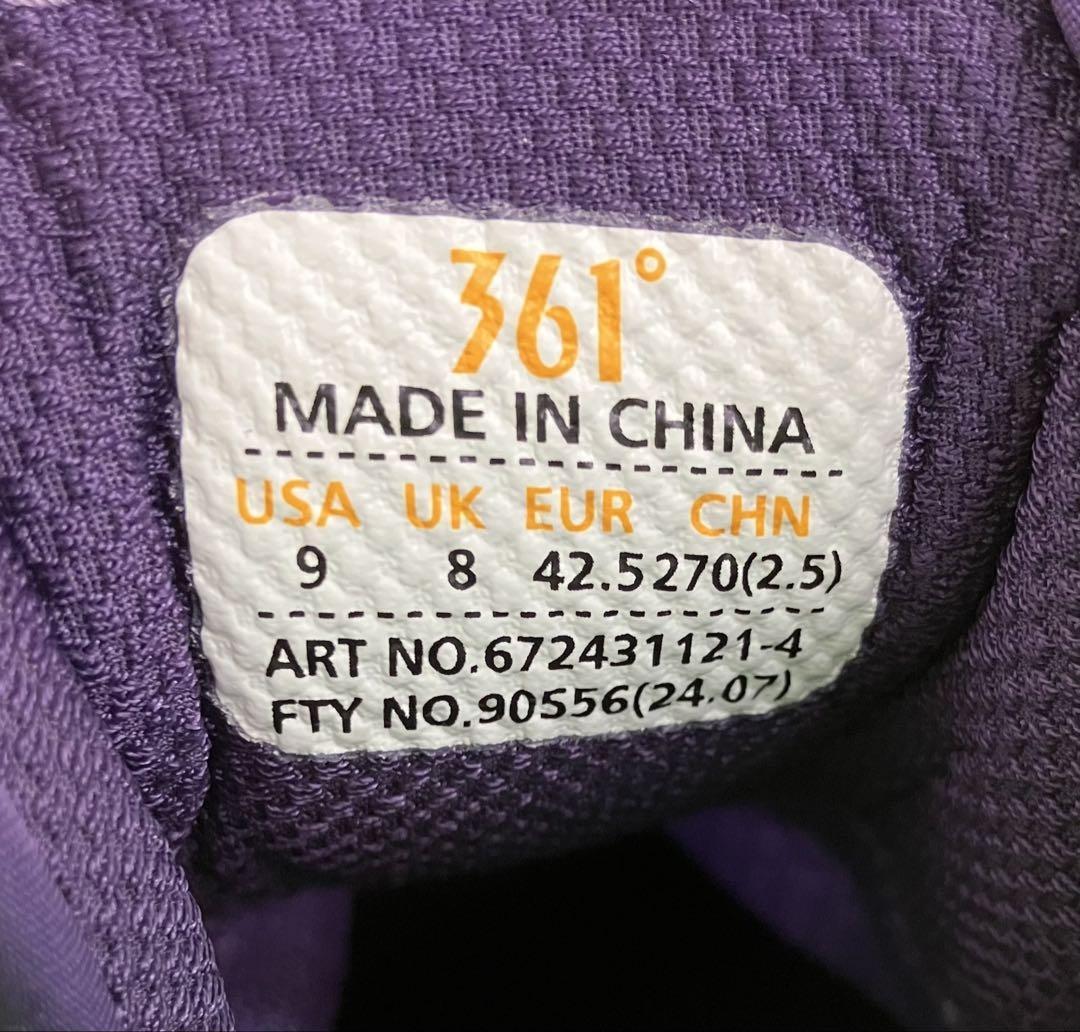 361°
MADE IN CHINA
USA UK EUR CHN
9 8 42.5 270(2.5)
ART NO.672431121-4
FTY NO.90556(24.07)